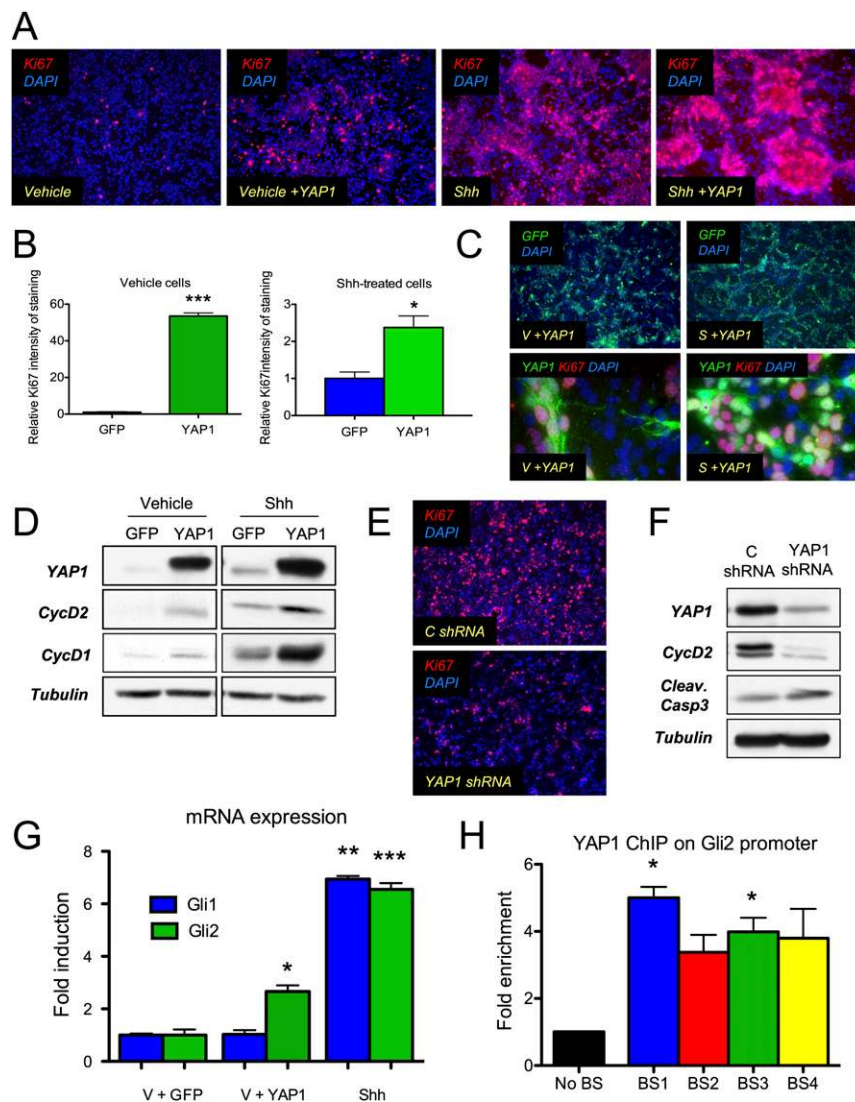 A
Ki67
DAPI
Vehicle
Ki67
DAPI
Vehicle +YAP1
Ki67
DAPI
Shh
Ki67
DAPI
Shh +YAP1
B
Vehicle cells
Relative Ki67 intensity of staining
80
60
40
20
0
***
GFP
YAP1
Shh-treated cells
Relative Ki67intensity of staining
3
2
1
0
*
GFP
YAP1
C
GFP
DAPI
V +YAP1
GFP
DAPI
S +YAP1
YAP1 Ki67 DAPI
V +YAP1
YAP1 Ki67 DAPI
S +YAP1
D
Vehicle
Shh
GFP YAP1
GFP YAP1
YAP1
CycD2
CycD1
Tubulin
E
Ki67
DAPI
C shRNA
Ki67
DAPI
YAP1 shRNA
F
C
shRNA
YAP1
shRNA
YAP1
CycD2
Cleav.
Casp3
Tubulin
G
mRNA expression
Fold induction
8
6
4
2
0
Gli1
Gli2
*
**
***
V + GFP
V + YAP1
Shh
H
YAP1 ChIP on Gli2 promoter
Fold enrichment
6
4
2
0
*
*
No BS
BS1
BS2
BS3
BS4